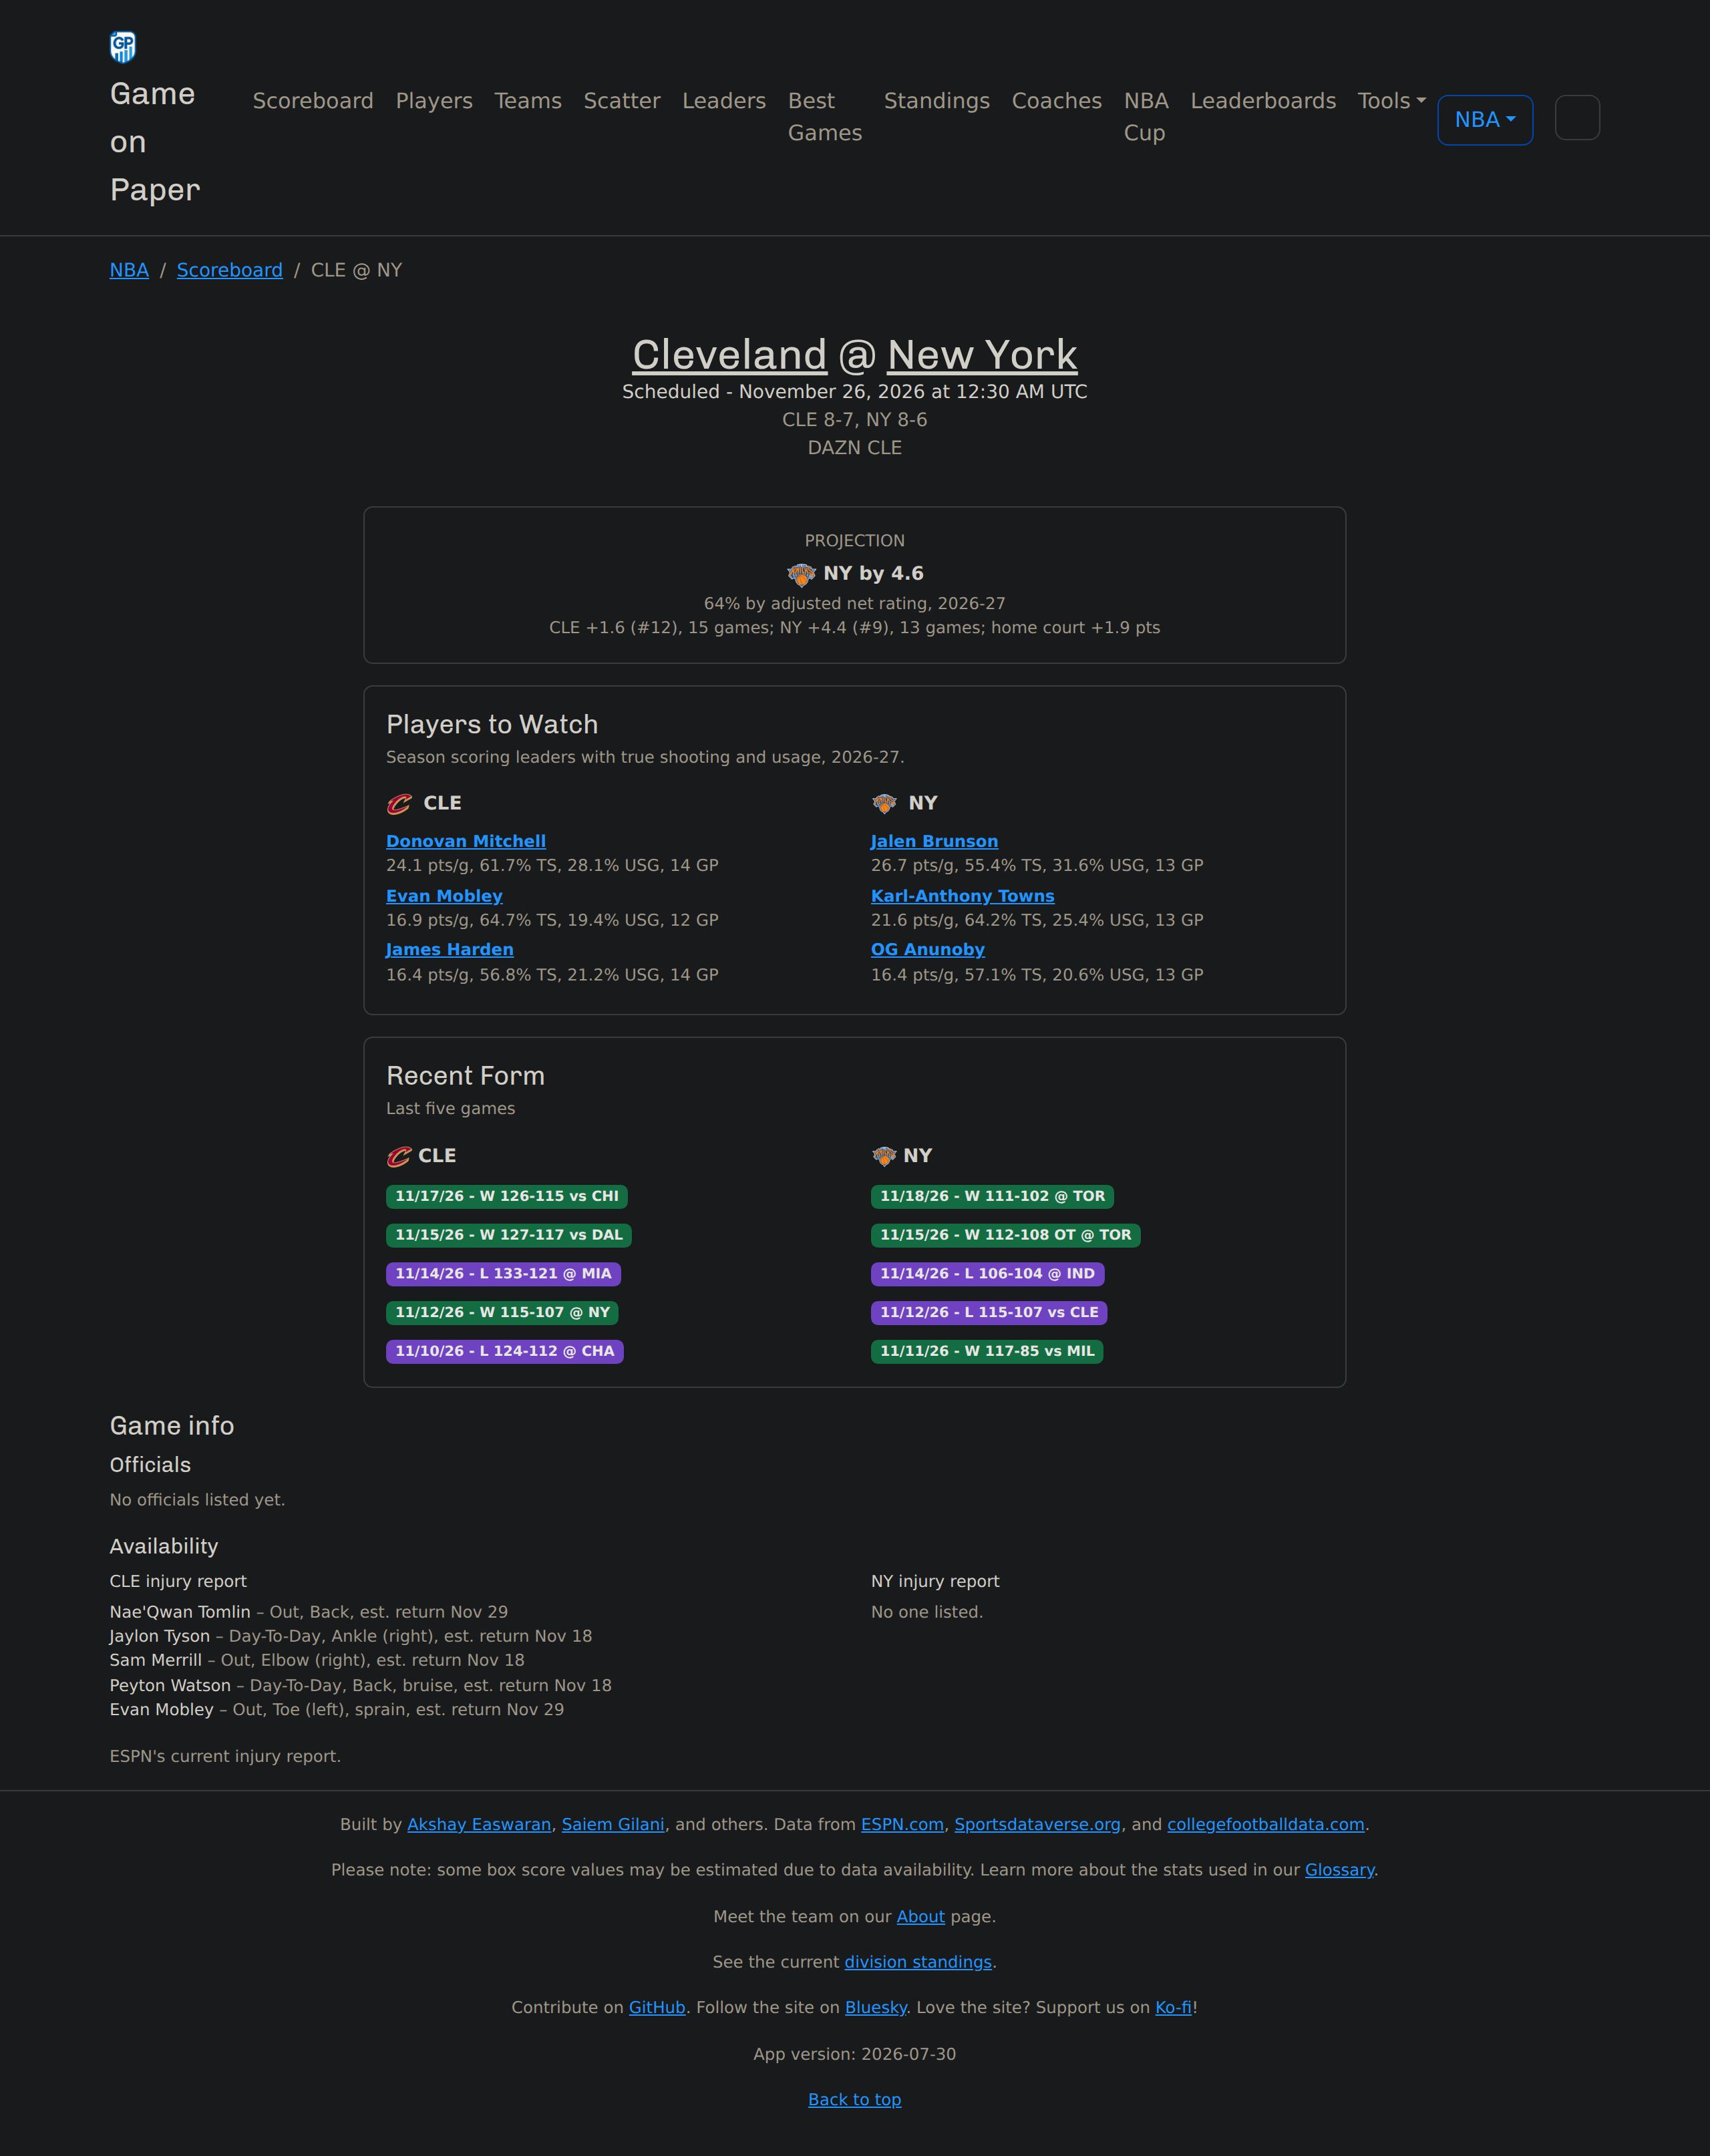 GP
Game
on
Paper
Scoreboard Players Teams Scatter Leaders Best Games Standings Coaches NBA Cup Leaderboards Tools NBA
NBA / Scoreboard / CLE @ NY
Cleveland @ New York
Scheduled - November 26, 2026 at 12:30 AM UTC
CLE 8-7, NY 8-6
DAZN CLE
PROJECTION
NY by 4.6
64% by adjusted net rating, 2026-27
CLE +1.6 (#12), 15 games; NY +4.4 (#9), 13 games; home court +1.9 pts
Players to Watch
Season scoring leaders with true shooting and usage, 2026-27.
CLE
Donovan Mitchell
24.1 pts/g, 61.7% TS, 28.1% USG, 14 GP
Evan Mobley
16.9 pts/g, 64.7% TS, 19.4% USG, 12 GP
James Harden
16.4 pts/g, 56.8% TS, 21.2% USG, 14 GP
NY
Jalen Brunson
26.7 pts/g, 55.4% TS, 31.6% USG, 13 GP
Karl-Anthony Towns
21.6 pts/g, 64.2% TS, 25.4% USG, 13 GP
OG Anunoby
16.4 pts/g, 57.1% TS, 20.6% USG, 13 GP
Recent Form
Last five games
CLE
11/17/26 - W 126-115 vs CHI
11/15/26 - W 127-117 vs DAL
11/14/26 - L 133-121 @ MIA
11/12/26 - W 115-107 @ NY
11/10/26 - L 124-112 @ CHA
NY
11/18/26 - W 111-102 @ TOR
11/15/26 - W 112-108 OT @ TOR
11/14/26 - L 106-104 @ IND
11/12/26 - L 115-107 vs CLE
11/11/26 - W 117-85 vs MIL
Game info
Officials
No officials listed yet.
Availability
CLE injury report
Nae'Qwan Tomlin – Out, Back, est. return Nov 29
Jaylon Tyson – Day-To-Day, Ankle (right), est. return Nov 18
Sam Merrill – Out, Elbow (right), est. return Nov 18
Peyton Watson – Day-To-Day, Back, bruise, est. return Nov 18
Evan Mobley – Out, Toe (left), sprain, est. return Nov 29
NY injury report
No one listed.
ESPN's current injury report.
Built by Akshay Easwaran, Saiem Gilani, and others. Data from ESPN.com, Sportsdataverse.org, and collegefootballdata.com.
Please note: some box score values may be estimated due to data availability. Learn more about the stats used in our Glossary.
Meet the team on our About page.
See the current division standings.
Contribute on GitHub. Follow the site on Bluesky. Love the site? Support us on Ko-fi!
App version: 2026-07-30
Back to top